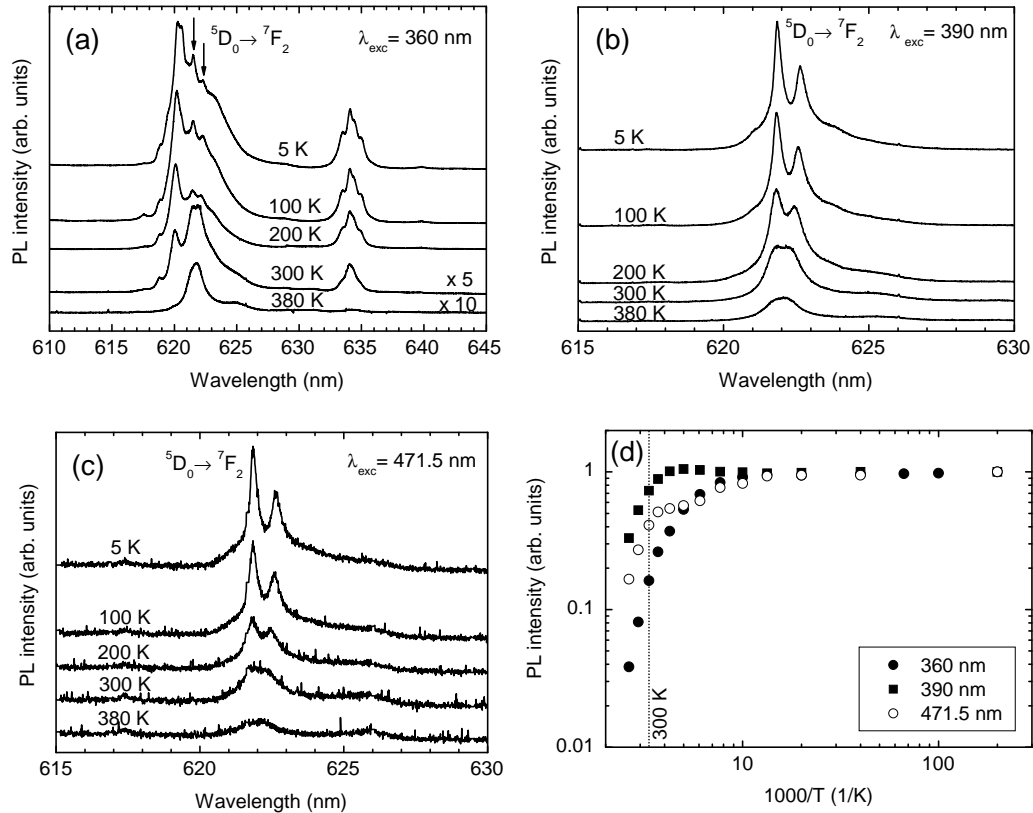 (a)
⁵D₀→ ⁷F₂
λexc= 360 nm
5 K
100 K
200 K
300 K
x 5
380 K
x 10
PL intensity (arb. units)
610 615 620 625 630 635 640 645
Wavelength (nm)
(b)
⁵D₀→ ⁷F₂
λexc= 390 nm
5 K
100 K
200 K
300 K
380 K
PL intensity (arb. units)
615 620 625 630
Wavelength (nm)
(c)
⁵D₀→ ⁷F₂
λexc= 471.5 nm
5 K
100 K
200 K
300 K
380 K
PL intensity (arb. units)
615 620 625 630
Wavelength (nm)
(d)
1
0.1
0.01
PL intensity (arb. units)
300 K
360 nm
390 nm
471.5 nm
10 100
1000/T (1/K)